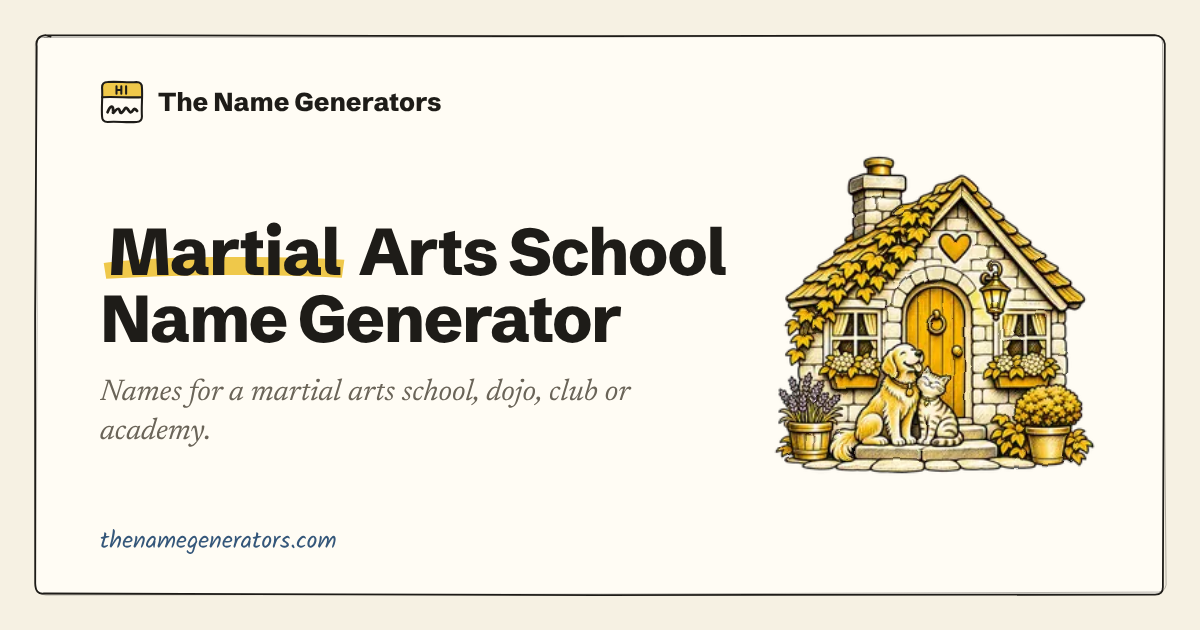 HI
The Name Generators
Martial Arts School
Name Generator
Names for a martial arts school, dojo, club or
academy.
thenamegenerators.com